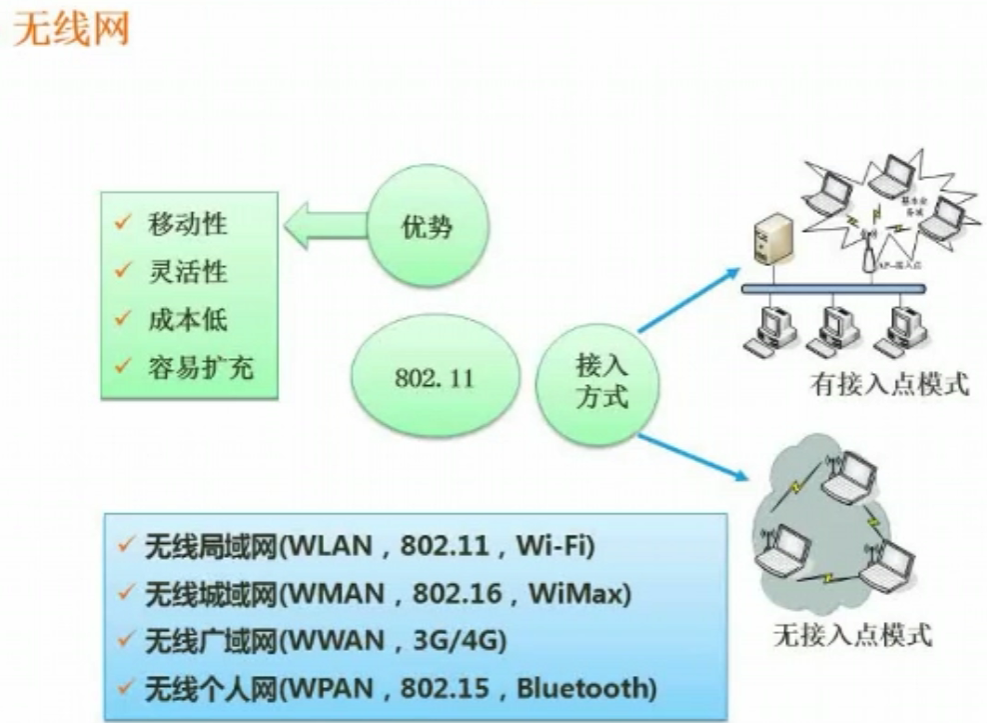 无线网
优势
移动性
灵活性
成本低
容易扩充
802.11
接入
方式
AP-接入点
有接入点模式
无接入点模式
无线局域网(WLAN，802.11，Wi-Fi)
无线城域网(WMAN，802.16，WiMax)
无线广域网(WWAN，3G/4G)
无线个人网(WPAN，802.15，Bluetooth)